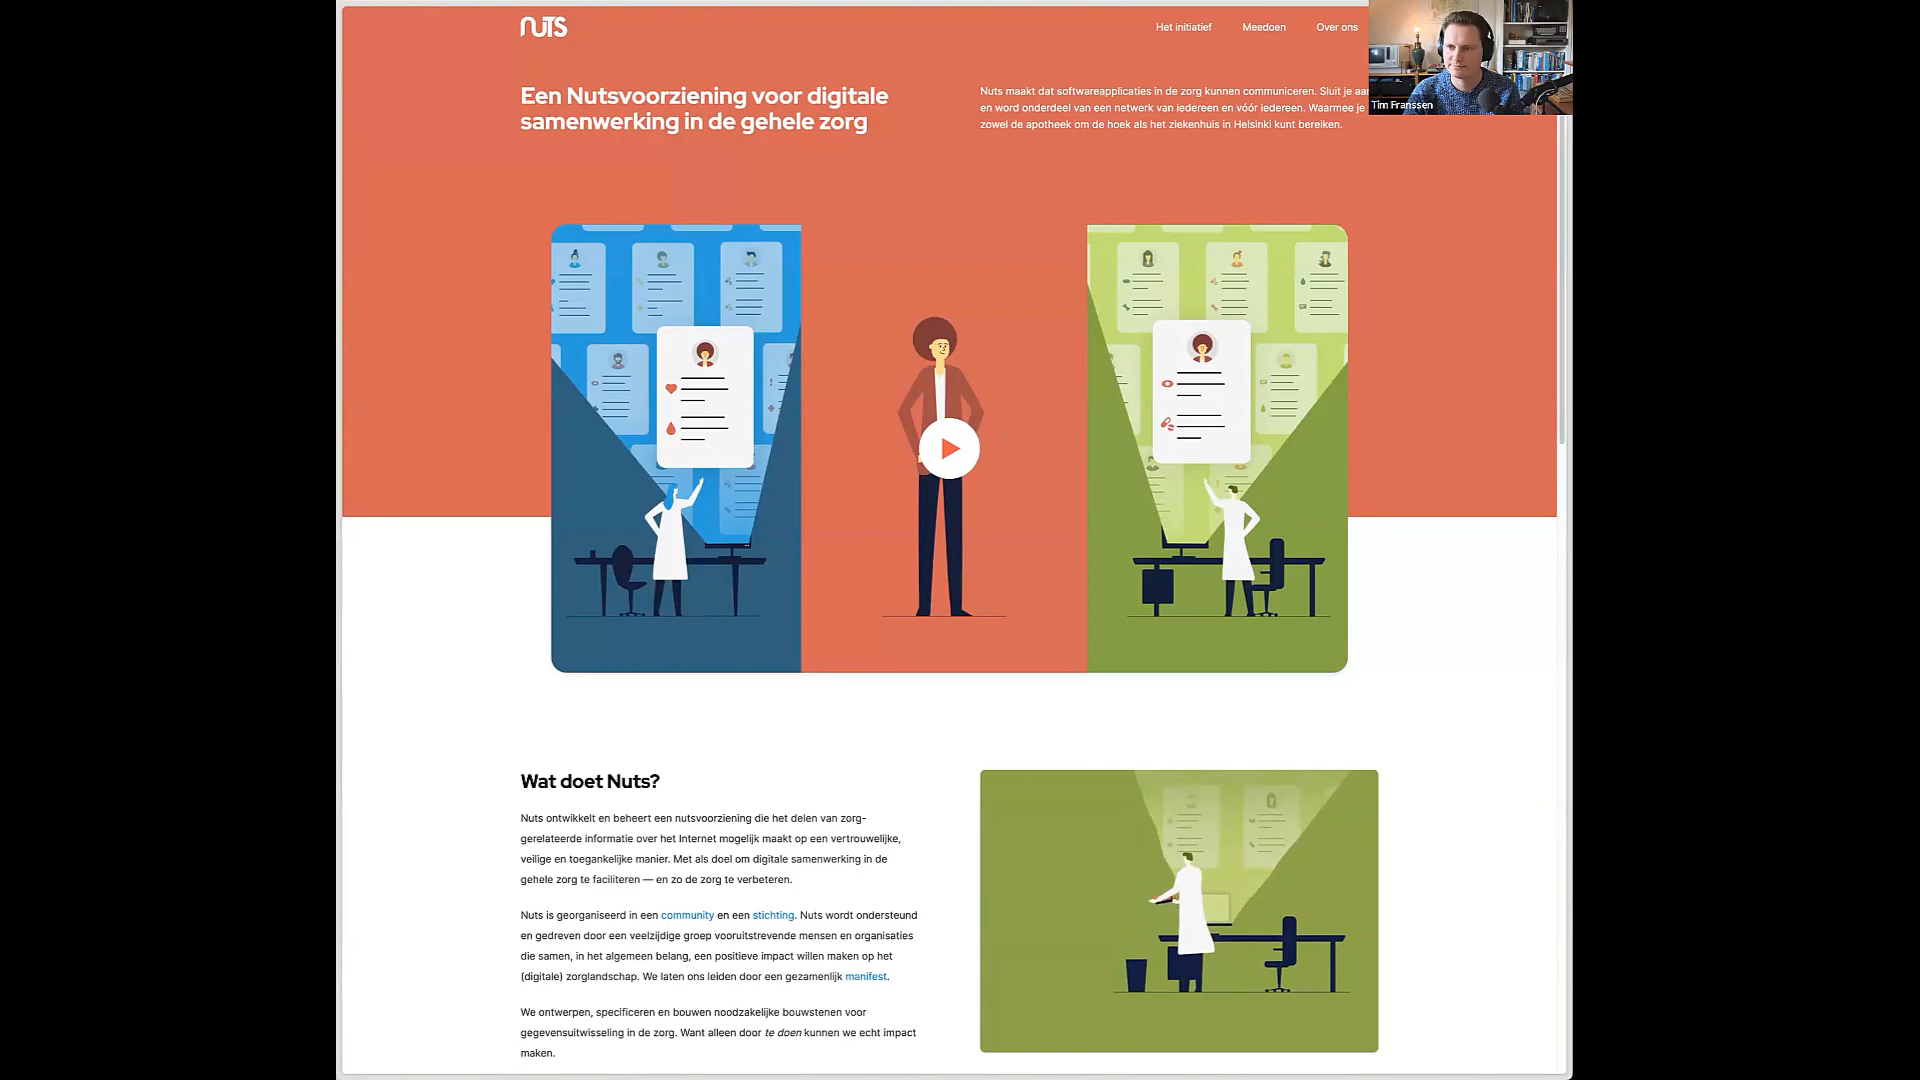 nuts
Het initiatief
Meedoen
Over ons
Tim Franssen
Een Nutsvoorziening voor digitale
samenwerking in de gehele zorg
Nuts maakt dat softwareapplicaties in de zorg kunnen communiceren. Sluit je
en word onderdeel van een netwerk van iedereen en vóór iedereen. Waarmee je
zowel de apotheek om de hoek als het ziekenhuis in Helsinki kunt bereiken.
Wat doet Nuts?
Nuts ontwikkelt en beheert een nutsvoorziening die het delen van zorg-
gerelateerde informatie over het Internet mogelijk maakt op een vertrouwelijke,
veilige en toegankelijke manier. Met als doel om digitale samenwerking in de
gehele zorg te faciliteren — en zo de zorg te verbeteren.
Nuts is georganiseerd in een community en een stichting. Nuts wordt ondersteund
en gedreven door een veelzijdige groep vooruitstrevende mensen en organisaties
die samen, in het algemeen belang, een positieve impact willen maken op het
(digitale) zorglandschap. We laten ons leiden door een gezamenlijk manifest.
We ontwerpen, specificeren en bouwen noodzakelijke bouwstenen voor
gegevensuitwisseling in de zorg. Want alleen door te doen kunnen we echt impact
maken.